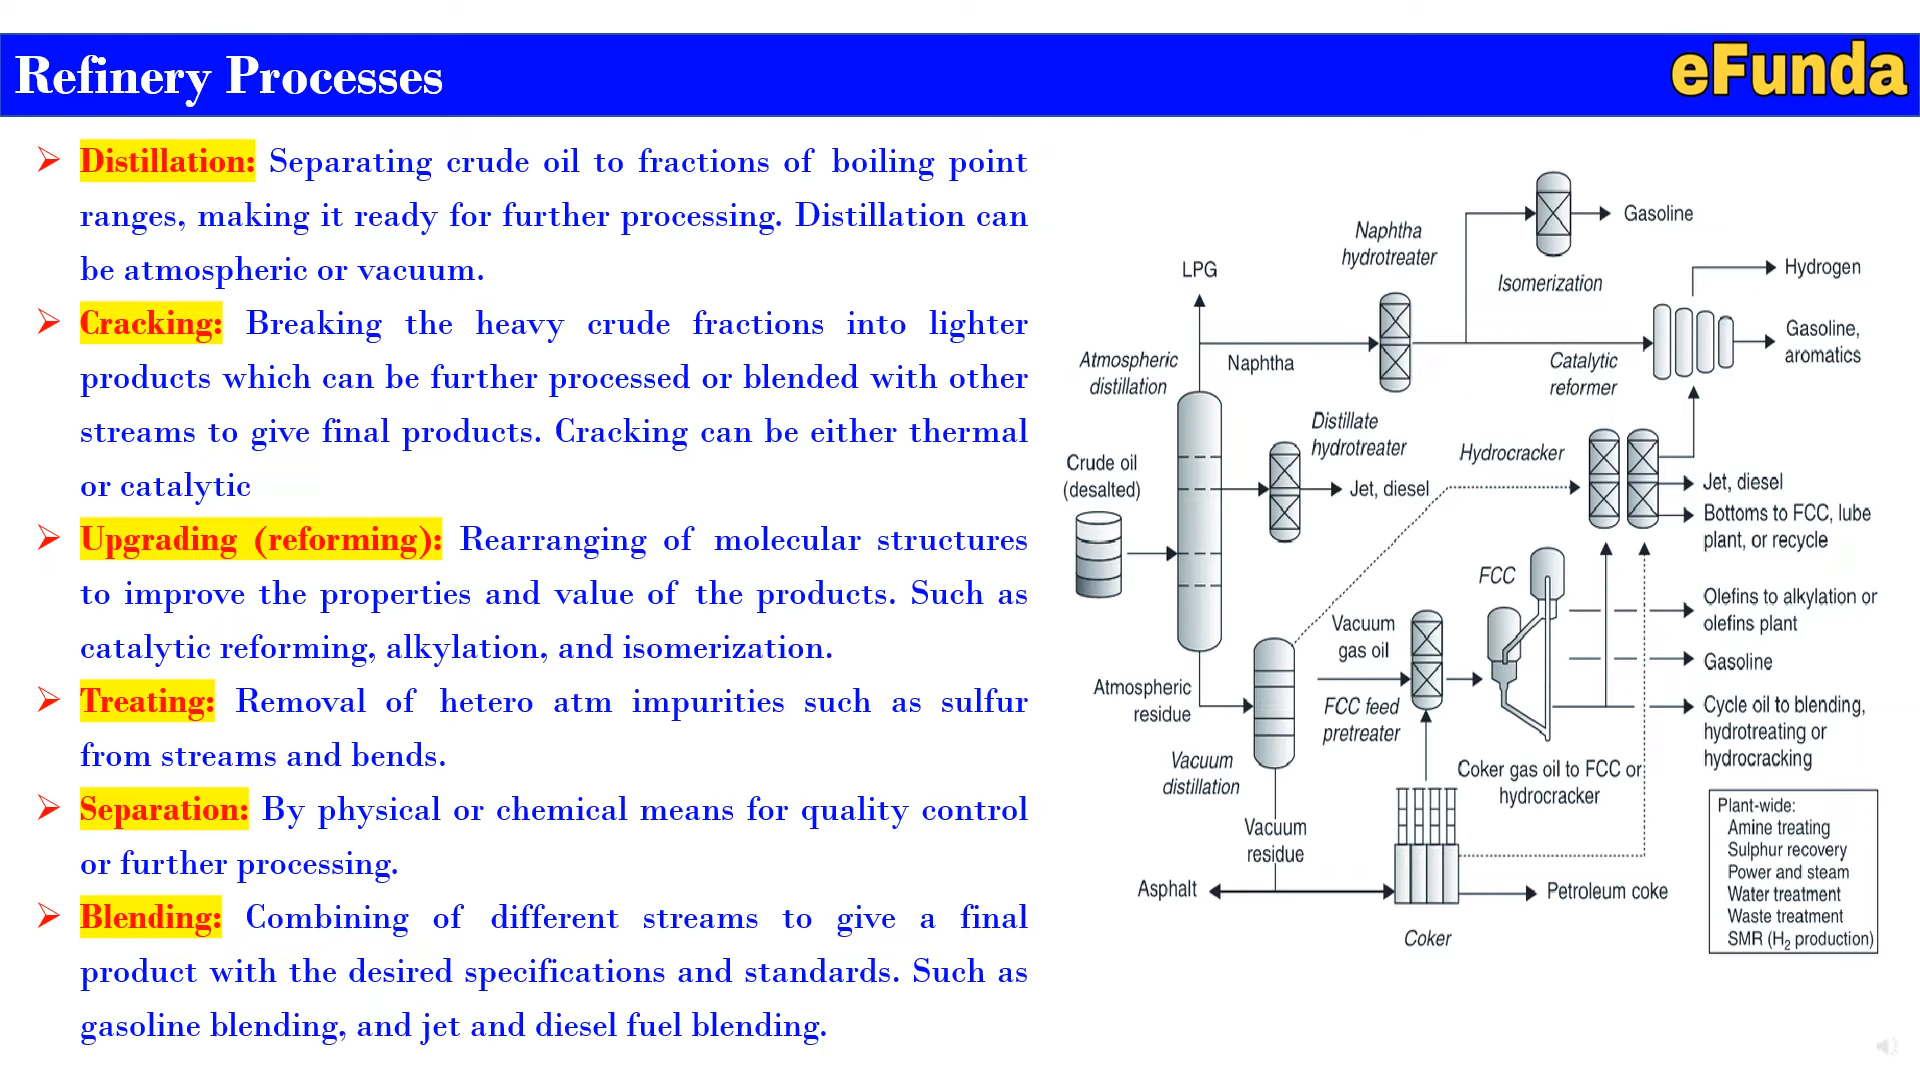 Refinery Processes
eFunda
Distillation: Separating crude oil to fractions of boiling point
ranges, making it ready for further processing. Distillation can
be atmospheric or vacuum.
Cracking: Breaking the heavy crude fractions into lighter
products which can be further processed or blended with other
streams to give final products. Cracking can be either thermal
or catalytic
Upgrading (reforming): Rearranging of molecular structures
to improve the properties and value of the products. Such as
catalytic reforming, alkylation, and isomerization.
Treating: Removal of hetero atm impurities such as sulfur
from streams and bends.
Separation: By physical or chemical means for quality control
or further processing.
Blending: Combining of different streams to give a final
product with the desired specifications and standards. Such as
gasoline blending, and jet and diesel fuel blending.
Gasoline
Naphtha
hydrotreater
Isomerization
LPG
Hydrogen
Gasoline,
aromatics
Atmospheric
distillation
Naphtha
Catalytic
reformer
Distillate
hydrotreater
Hydrocracker
Crude oil
(desalted)
Jet, diesel
Jet, diesel
Bottoms to FCC, lube
plant, or recycle
FCC
Olefins to alkylation or
olefins plant
Vacuum
gas oil
Gasoline
Atmospheric
residue
FCC feed
pretreater
Cycle oil to blending,
hydrotreating or
hydrocracking
Vacuum
distillation
Coker gas oil to FCC or
hydrocracker
Vacuum
residue
Asphalt
Petroleum coke
Coker
Plant-wide:
Amine treating
Sulphur recovery
Power and steam
Water treatment
Waste treatment
SMR (H2 production)